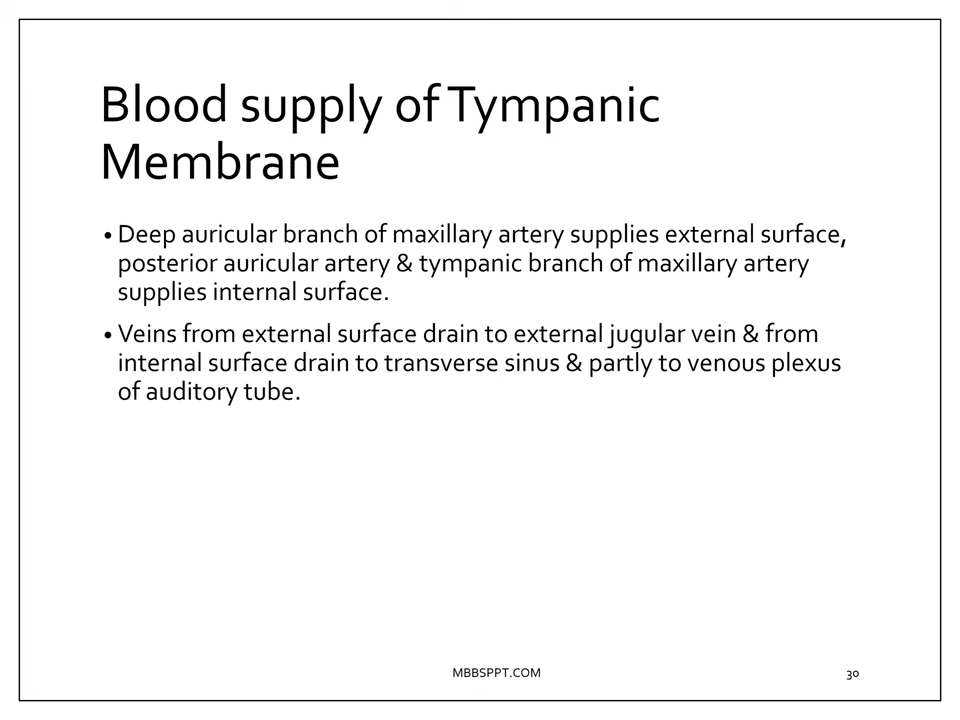 Blood supply of Tympanic
Membrane
• Deep auricular branch of maxillary artery supplies external surface,
posterior auricular artery & tympanic branch of maxillary artery
supplies internal surface.
• Veins from external surface drain to external jugular vein & from
internal surface drain to transverse sinus & partly to venous plexus
of auditory tube.
MBBSPPT.COM
30